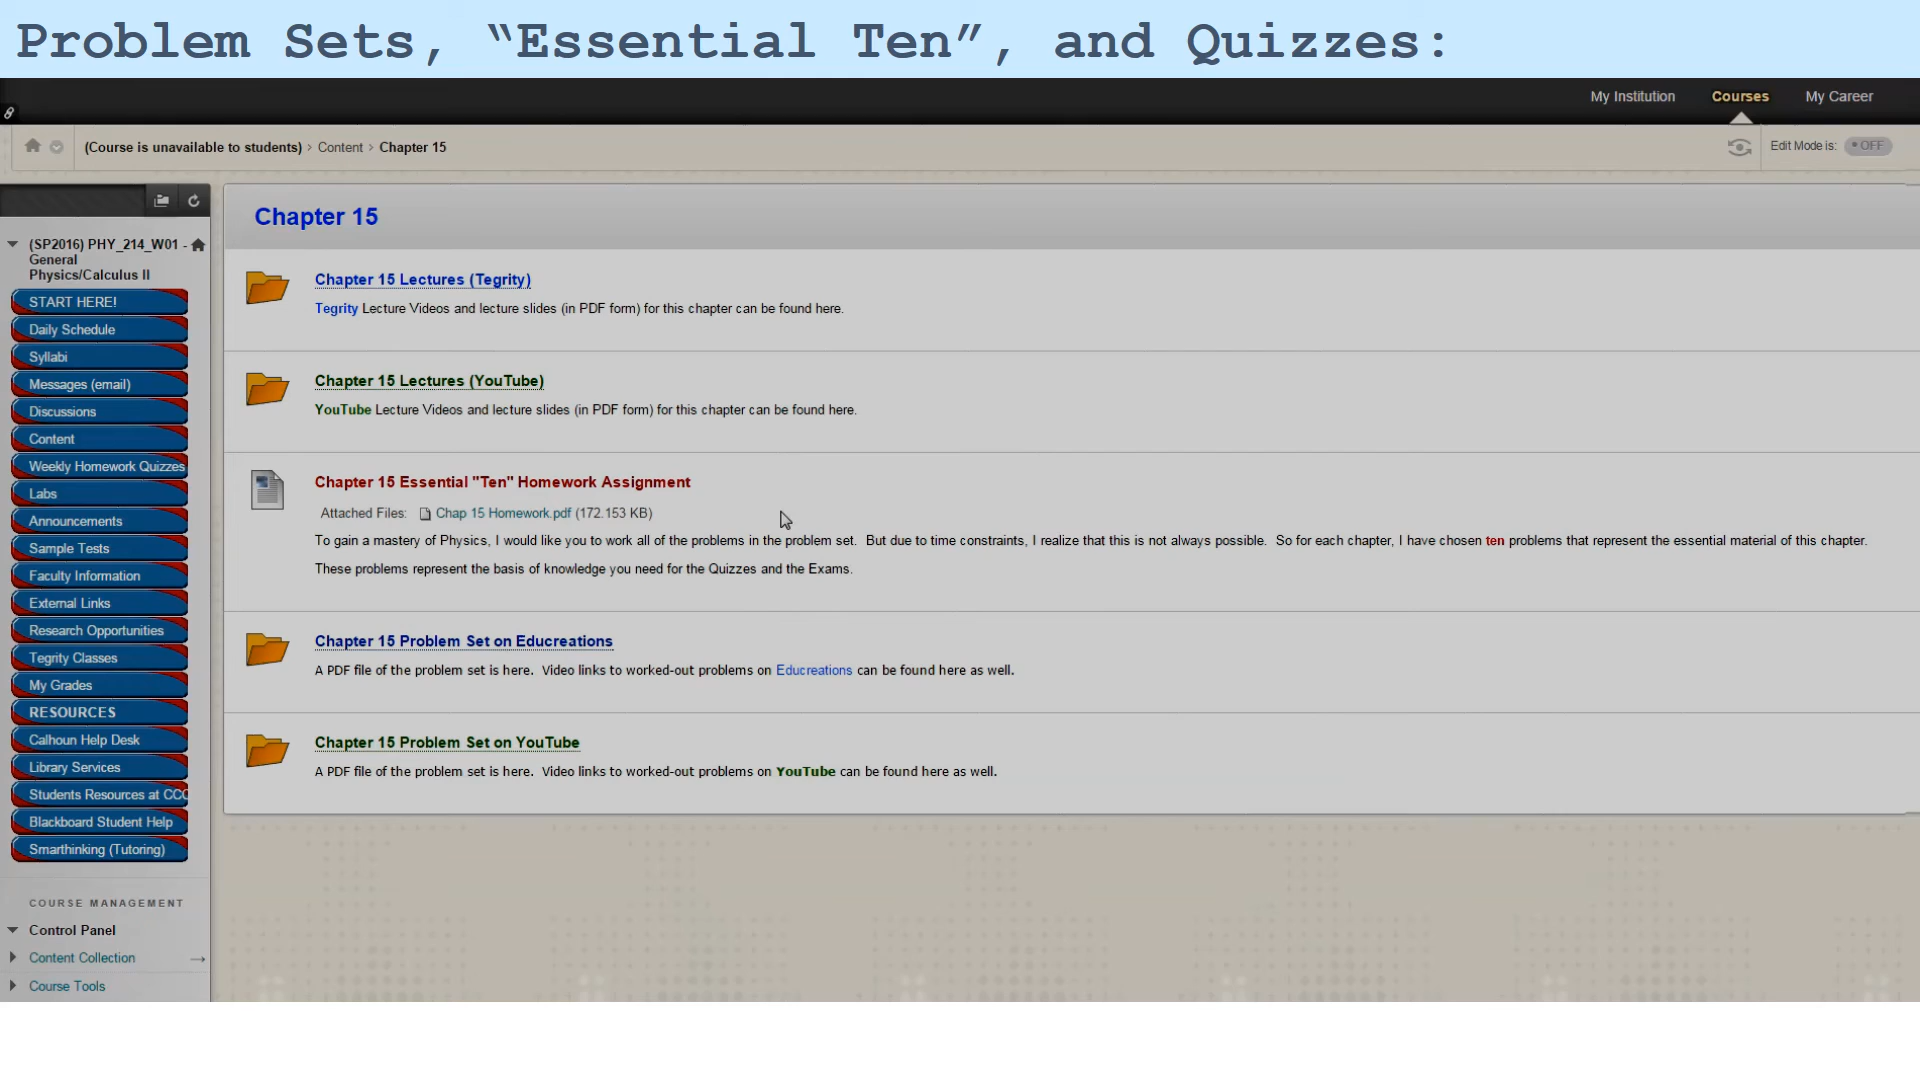 Problem Sets, “Essential Ten”, and Quizzes:
My Institution Courses My Career
(Course is unavailable to students) › Content › Chapter 15
Edit Mode is: • OFF
(SP2016) PHY_214_W01 -
General
Physics/Calculus II
START HERE!
Daily Schedule
Syllabi
Messages (email)
Discussions
Content
Weekly Homework Quizzes
Labs
Announcements
Sample Tests
Faculty Information
External Links
Research Opportunities
Tegrity Classes
My Grades
RESOURCES
Calhoun Help Desk
Library Services
Students Resources at CCC
Blackboard Student Help
Smarthinking (Tutoring)
COURSE MANAGEMENT
Control Panel
Content Collection
Course Tools
Chapter 15
Chapter 15 Lectures (Tegrity)
Tegrity Lecture Videos and lecture slides (in PDF form) for this chapter can be found here.
Chapter 15 Lectures (YouTube)
YouTube Lecture Videos and lecture slides (in PDF form) for this chapter can be found here.
Chapter 15 Essential "Ten" Homework Assignment
Attached Files: Chap 15 Homework.pdf (172.153 KB)
To gain a mastery of Physics, I would like you to work all of the problems in the problem set. But due to time constraints, I realize that this is not always possible. So for each chapter, I have chosen ten problems that represent the essential material of this chapter.
These problems represent the basis of knowledge you need for the Quizzes and the Exams.
Chapter 15 Problem Set on Educreations
A PDF file of the problem set is here. Video links to worked-out problems on Educreations can be found here as well.
Chapter 15 Problem Set on YouTube
A PDF file of the problem set is here. Video links to worked-out problems on YouTube can be found here as well.